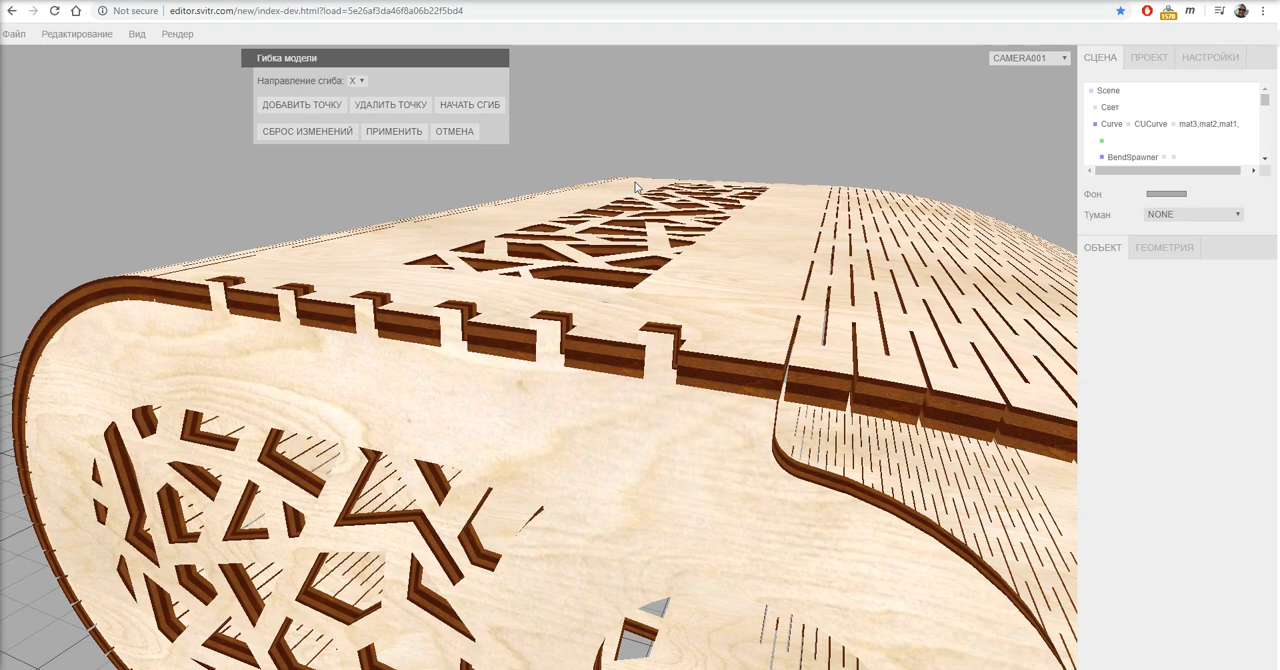 Not secure | editor.svitr.com/new/index-dev.html?load=5e26af3da46f8a06b22f5bd4
1570
m
Файл Редактирование Вид Рендер
Гибка модели
CAMERA001
СЦЕНА ПРОЕКТ НАСТРОЙКИ
Направление сгиба: X
ДОБАВИТЬ ТОЧКУ УДАЛИТЬ ТОЧКУ НАЧАТЬ СГИБ
СБРОС ИЗМЕНЕНИЙ ПРИМЕНИТЬ ОТМЕНА
Scene
Свет
Curve CUCurve mat3,mat2,mat1,
BendSpawner
Фон
Туман NONE
ОБЪЕКТ ГЕОМЕТРИЯ